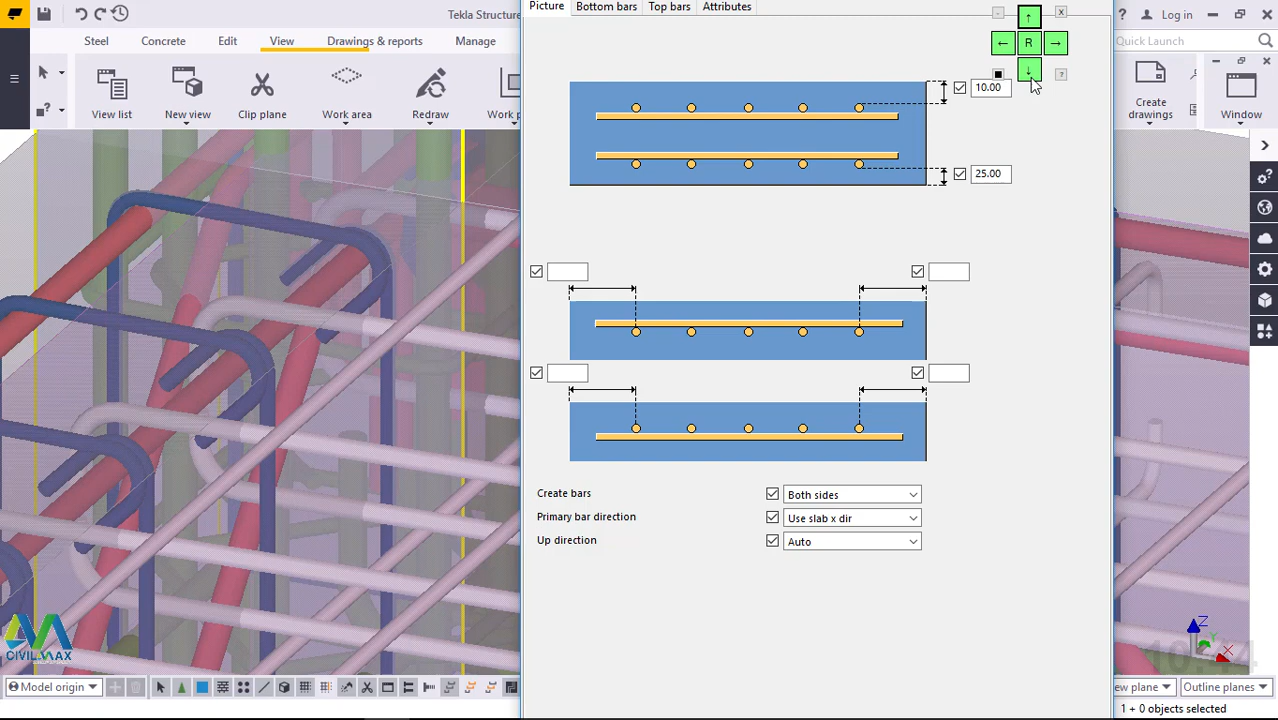 Tekla Structure
Picture
Bottom bars
Top bars
Attributes
Log in
Steel
Concrete
Edit
View
Drawings & reports
Manage
Quick Launch
View list
New view
Clip plane
Work area
Redraw
Work p
Create drawings
Window
R
10.00
25.00
Create bars
Both sides
Primary bar direction
Use slab x dir
Up direction
Auto
CIVILMAX
Model origin
ew plane
Outline planes
1 + 0 objects selected